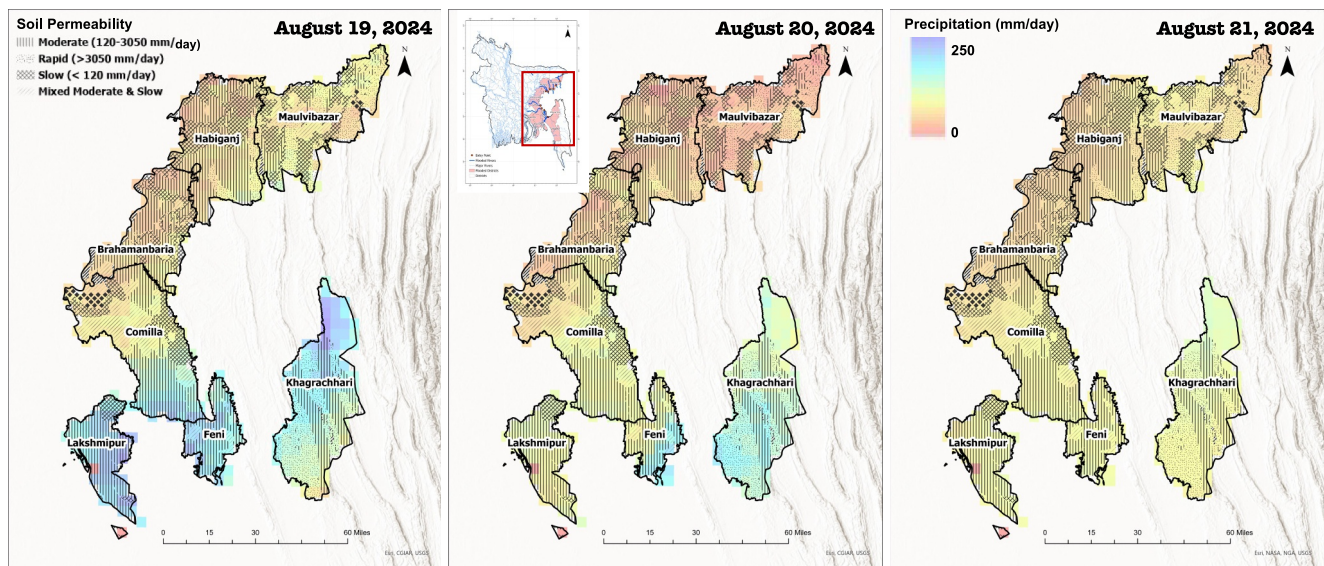 Soil Permeability
Moderate (120-3050 mm/day)
Rapid (>3050 mm/day)
Slow (< 120 mm/day)
Mixed Moderate & Slow
August 19, 2024
N
Maulvibazar
Habiganj
Brahamanbaria
Comilla
Khagrachhari
Feni
Lakshmipur
0 30 60 Miles
Esri, CGIAR, USGS
August 20, 2024
N
Maulvibazar
Habiganj
Brahamanbaria
Comilla
Khagrachhari
Feni
Lakshmipur
0 15 30 60 Miles
Esri, CGIAR, USGS
Precipitation (mm/day)
250
0
August 21, 2024
N
Maulvibazar
Habiganj
Brahamanbaria
Comilla
Khagrachhari
Feni
Lakshmipur
0 15 30 60 Miles
Esri, NASA, NGA, USGS